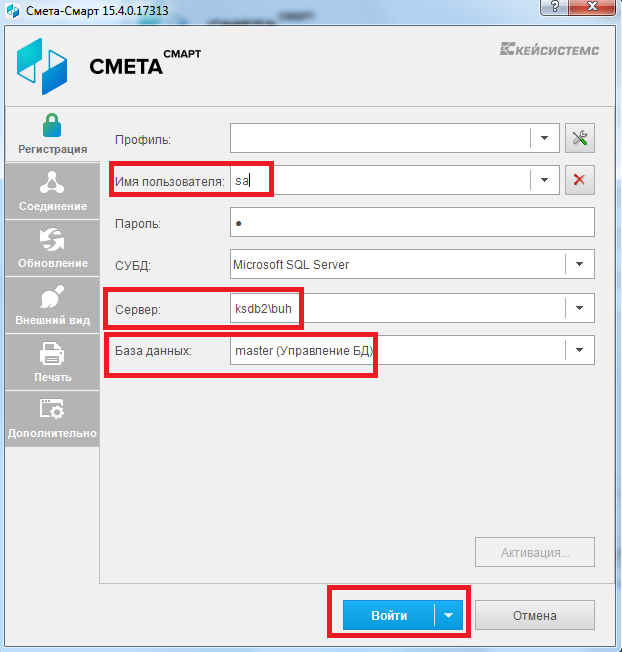 Смета-Смарт 15.4.0.17313
СМЕТА СМАРТ
КЕЙСИСТЕМС
Регистрация
Соединение
Обновление
Внешний вид
Печать
Дополнительно
Профиль:
Имя пользователя: sa
Пароль: ●
СУБД: Microsoft SQL Server
Сервер: ksdb2\buh
База данных: master (Управление БД)
Активация...
Войти
Отмена